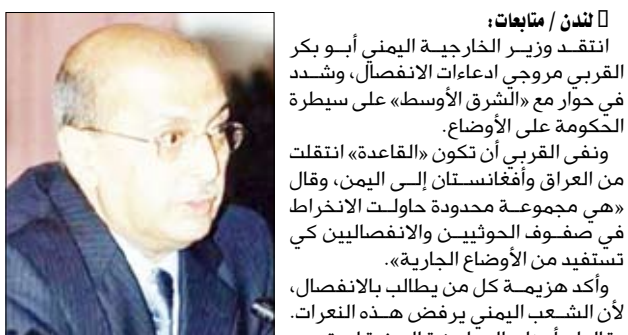 لندن / متابعات:
انتقد وزير الخارجية اليمني أبو بكر
القربي مروجي ادعاءات الانفصال، وشدد
في حوار مع «الشرق الأوسط» على سيطرة
الحكومة على الأوضاع.
ونفى القربي أن تكون «القاعدة» انتقلت
من العراق وأفغانستان إلى اليمن، وقال
«هي مجموعة محدودة حاولت الانخراط
في صفوف الحوثيين والانفصاليين كي
تستفيد من الأوضاع الجارية».
وأكد هزيمة كل من يطالب بالانفصال،
لأن الشعب اليمني يرفض هذه النعرات.